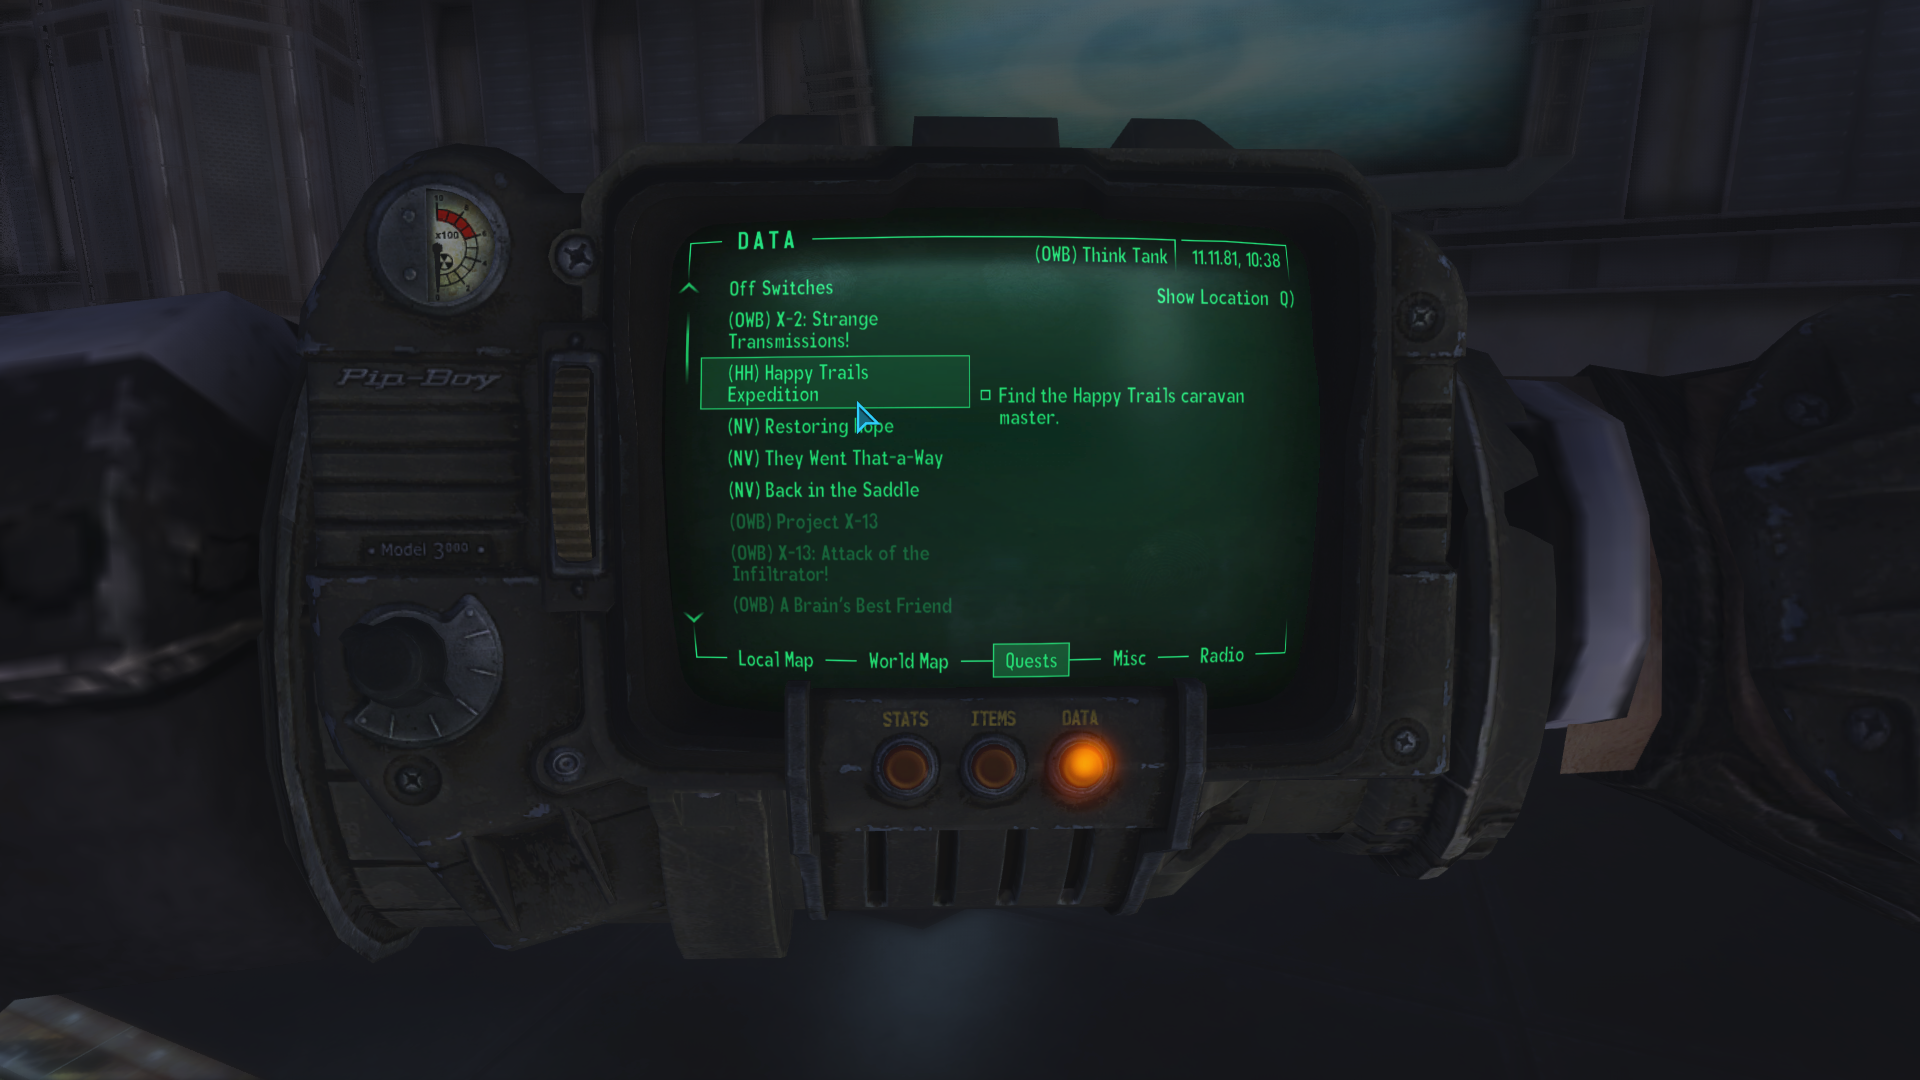 DATA
(OWB) Think Tank
11.11.81, 10:38
Off Switches
Show Location Q)
(OWB) X-2: Strange
Transmissions!
(HH) Happy Trails
Expedition
Find the Happy Trails caravan
master.
(NV) Restoring Hope
(NV) They Went That-a-Way
(NV) Back in the Saddle
(OWB) Project X-13
(OWB) X-13: Attack of the
Infiltrator!
(OWB) A Brain's Best Friend
Local Map
World Map
Quests
Misc
Radio
Pip-Boy
Model 3000
x100
STATS
ITEMS
DATA